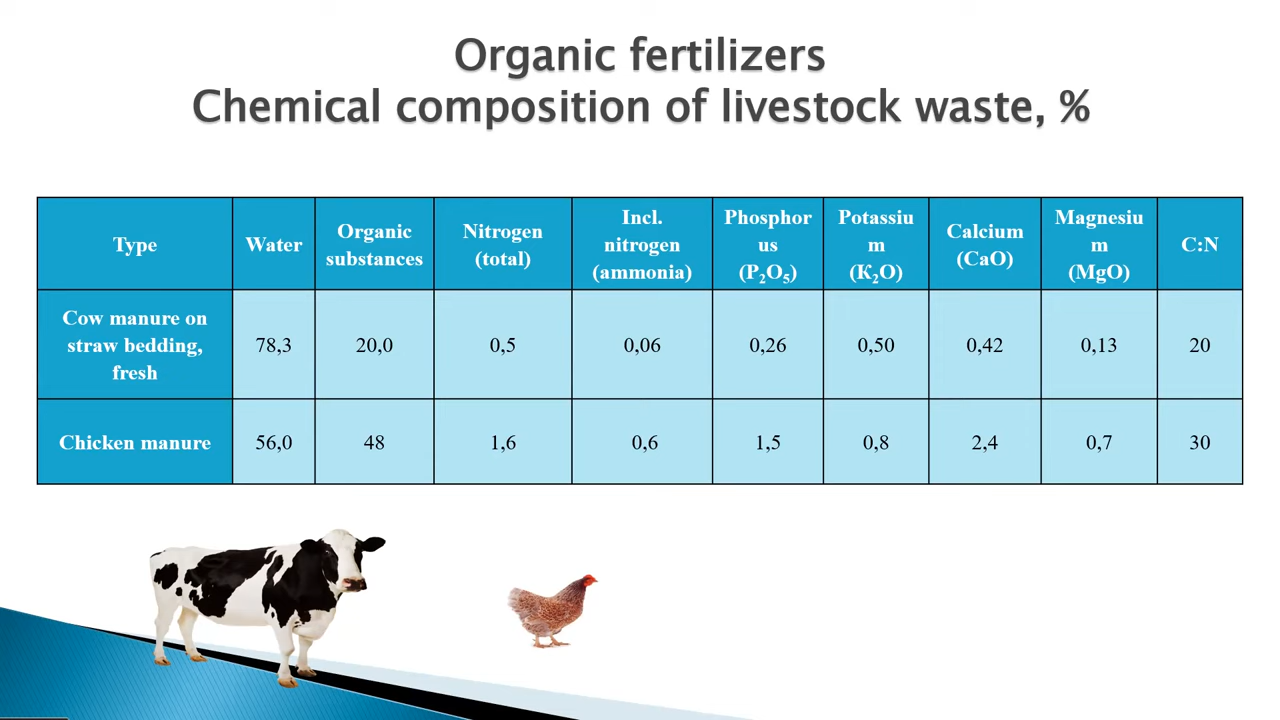 Organic fertilizers
Chemical composition of livestock waste, %
Type
Water
Organic
substances
Nitrogen
(total)
Incl.
nitrogen
(ammonia)
Phosphor
us
(P₂O₅)
Potassiu
m
(K₂O)
Calcium
(CaO)
Magnesiu
m
(MgO)
C:N
Cow manure on
straw bedding,
fresh
78,3
20,0
0,5
0,06
0,26
0,50
0,42
0,13
20
Chicken manure
56,0
48
1,6
0,6
1,5
0,8
2,4
0,7
30